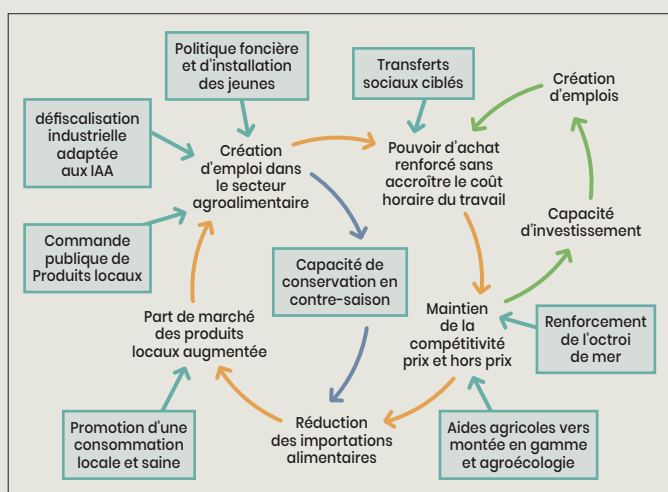 Politique foncière
et d'installation
des jeunes
Transferts
sociaux ciblés
Création
d'emplois
défiscalisation
industrielle
adaptée
aux IAA
Création
d'emploi dans
le secteur
agroalimentaire
Pouvoir d'achat
renforcé sans
accroître le coût
horaire du travail
Capacité
d'investissement
Commande
publique de
Produits locaux
Capacité de
conservation en
contre-saison
Part de marché
des produits
locaux augmentée
Maintien
de la
compétitivité
prix et hors prix
Renforcement
de l'octroi
de mer
Promotion d'une
consommation
locale et saine
Réduction
des importations
alimentaires
Aides agricoles vers
montée en gamme
et agroécologie